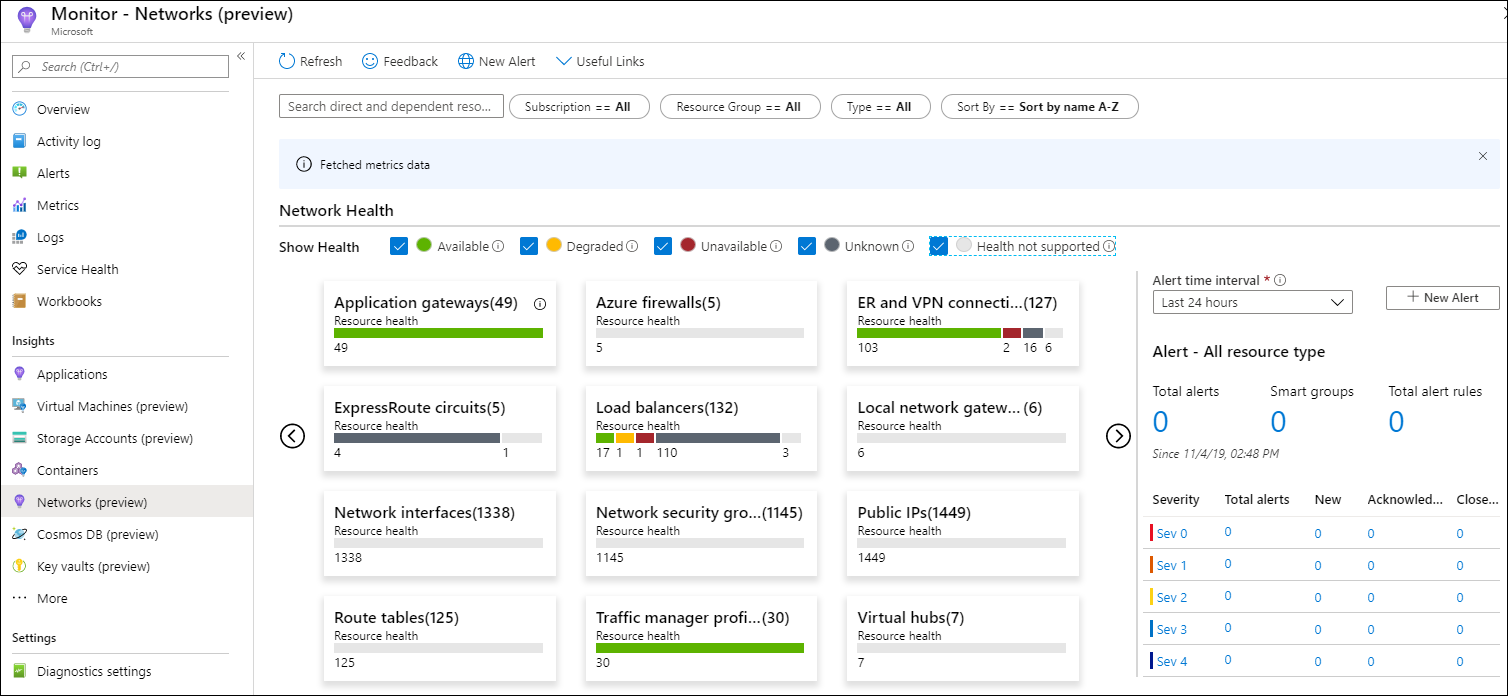 Monitor - Networks (preview)
Microsoft
Search (Ctrl+/)
Overview
Activity log
Alerts
Metrics
Logs
Service Health
Workbooks
Insights
Applications
Virtual Machines (preview)
Storage Accounts (preview)
Containers
Networks (preview)
Cosmos DB (preview)
Key vaults (preview)
More
Settings
Diagnostics settings
Refresh Feedback New Alert Useful Links
Search direct and dependent reso... Subscription == All Resource Group == All Type == All Sort By == Sort by name A-Z
Fetched metrics data
Network Health
Show Health Available Degraded Unavailable Unknown Health not supported
Application gateways(49)
Resource health
49
Azure firewalls(5)
Resource health
5
ER and VPN connecti...(127)
Resource health
103 2 16 6
ExpressRoute circuits(5)
Resource health
4 1
Load balancers(132)
Resource health
17 1 1 110 3
Local network gatew... (6)
Resource health
6
Network interfaces(1338)
Resource health
1338
Network security gro...(1145)
Resource health
1145
Public IPs(1449)
Resource health
1449
Route tables(125)
Resource health
125
Traffic manager profi...(30)
Resource health
30
Virtual hubs(7)
Resource health
7
Alert time interval *
Last 24 hours
+ New Alert
Alert - All resource type
Total alerts Smart groups Total alert rules
0 0 0
Since 11/4/19, 02:48 PM
Severity Total alerts New Acknowled... Close...
Sev 0 0 0 0 0
Sev 1 0 0 0 0
Sev 2 0 0 0 0
Sev 3 0 0 0 0
Sev 4 0 0 0 0